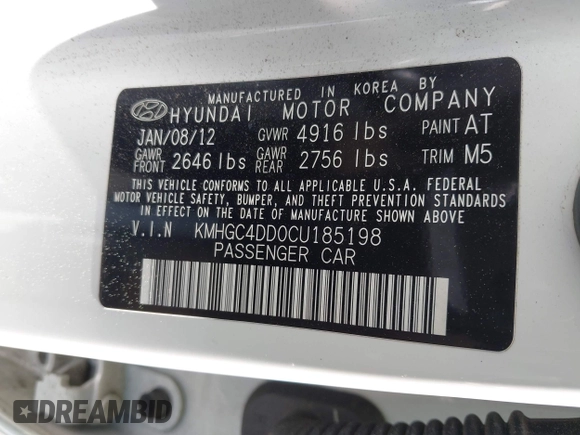 MANUFACTURED IN KOREA BY
HYUNDAI MOTOR COMPANY
JAN/08/12 GVWR 4916 lbs PAINT AT
GAWR FRONT 2646 lbs GAWR REAR 2756 lbs TRIM M5
THIS VEHICLE CONFORMS TO ALL APPLICABLE U.S.A. FEDERAL
MOTOR VEHICLE SAFETY, BUMPER, AND THEFT PREVENTION STANDARDS
IN EFFECT ON THE DATE OF MANUFACTURE SHOWN ABOVE
V.I.N KMHGC4DD0CU185198
PASSENGER CAR
DREAMBID